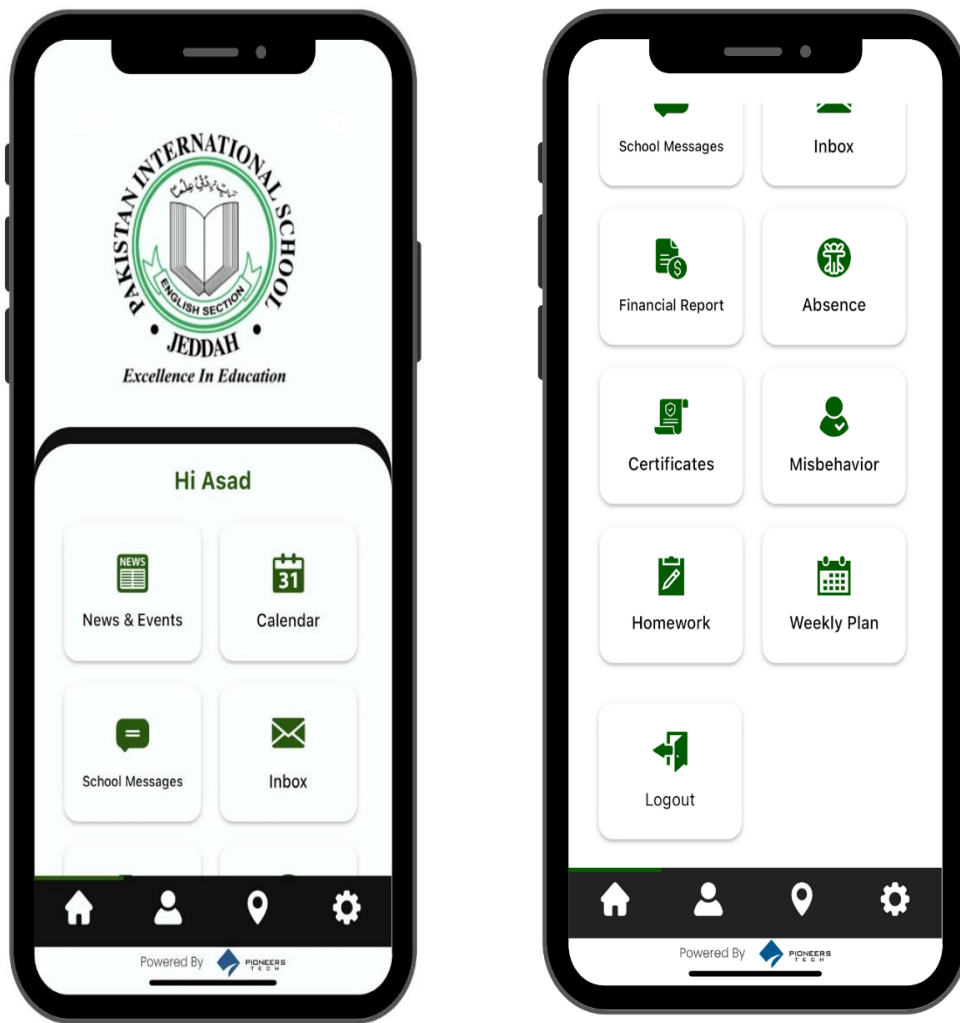 PAKISTAN INTERNATIONAL SCHOOL
ENGLISH SECTION
• JEDDAH •
Excellence In Education
Hi Asad
NEWS
31
News & Events
Calendar
School Messages
Inbox
Powered By PIONEERS TECH
School Messages
Inbox
$
Financial Report
Absence
Certificates
Misbehavior
Homework
Weekly Plan
Logout
Powered By PIONEERS TECH